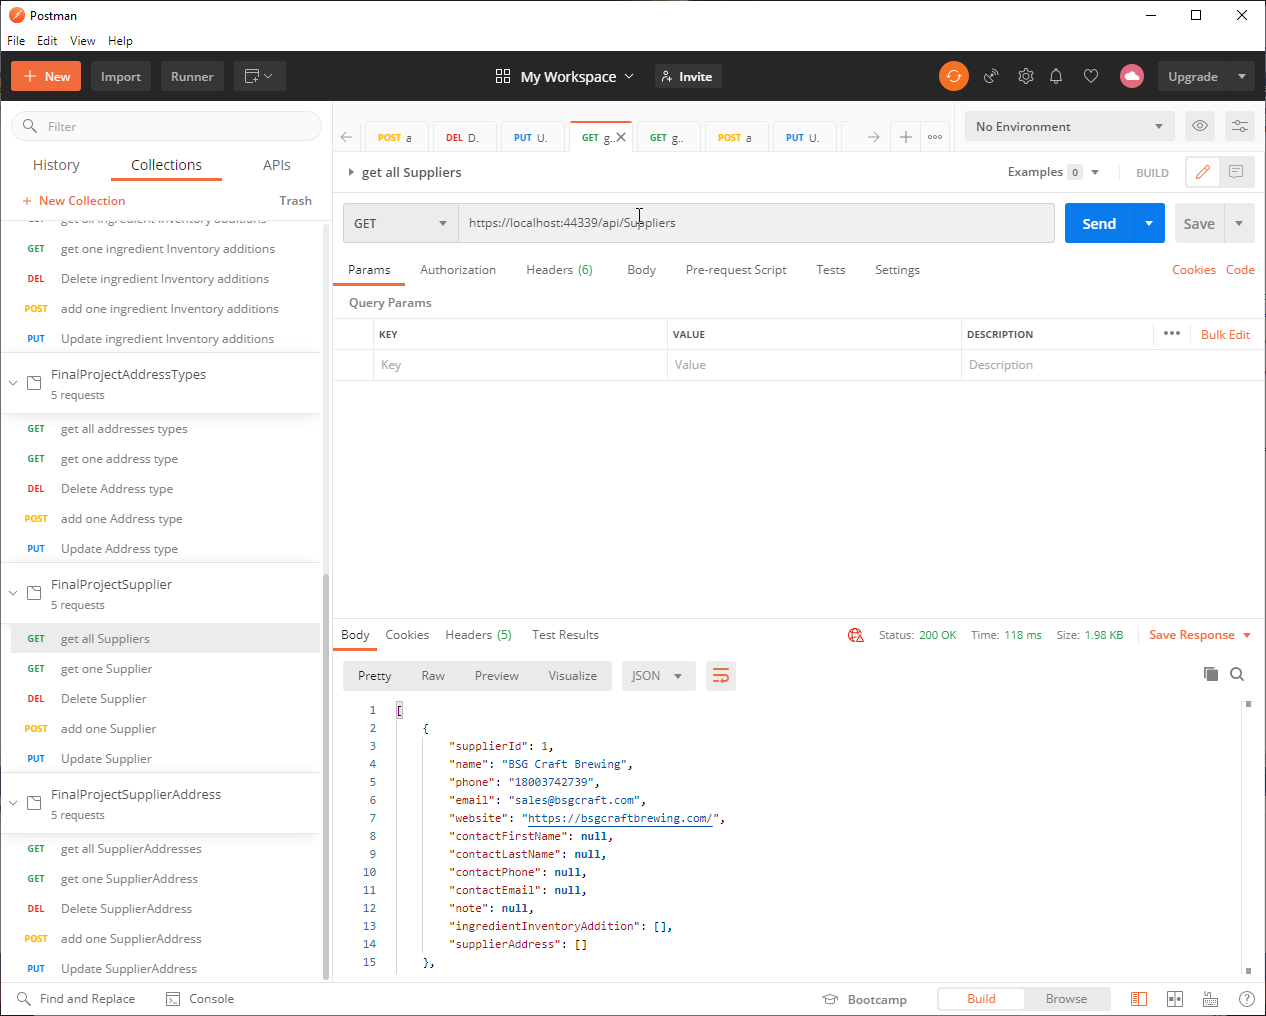 Postman
File Edit View Help
New Import Runner My Workspace Invite Upgrade
Filter
History Collections APIs
New Collection Trash
get all ingredient Inventory additions
GET get one ingredient Inventory additions
DEL Delete ingredient Inventory additions
POST add one ingredient Inventory additions
PUT Update ingredient Inventory additions
FinalProjectAddressTypes
5 requests
GET get all addresses types
GET get one address type
DEL Delete Address type
POST add one Address type
PUT Update Address type
FinalProjectSupplier
5 requests
GET get all Suppliers
GET get one Supplier
DEL Delete Supplier
POST add one Supplier
PUT Update Supplier
FinalProjectSupplierAddress
5 requests
GET get all SupplierAddresses
GET get one SupplierAddress
DEL Delete SupplierAddress
POST add one SupplierAddress
PUT Update SupplierAddress
POST a DEL D. PUT U. GET g.. GET g.. POST a PUT U. No Environment
get all Suppliers Examples 0 BUILD
GET https://localhost:44339/api/Suppliers Send Save
Params Authorization Headers (6) Body Pre-request Script Tests Settings Cookies Code
Query Params
KEY VALUE DESCRIPTION Bulk Edit
Key Value Description
Body Cookies Headers (5) Test Results Status: 200 OK Time: 118 ms Size: 1.98 KB Save Response
Pretty Raw Preview Visualize JSON
1 [
2 {
3 "supplierId": 1,
4 "name": "BSG Craft Brewing",
5 "phone": "18003742739",
6 "email": "sales@bsgcraft.com",
7 "website": "https://bsgcraftbrewing.com/",
8 "contactFirstName": null,
9 "contactLastName": null,
10 "contactPhone": null,
11 "contactEmail": null,
12 "note": null,
13 "ingredientInventoryAddition": [],
14 "supplierAddress": []
15 },
Find and Replace Console Bootcamp Build Browse